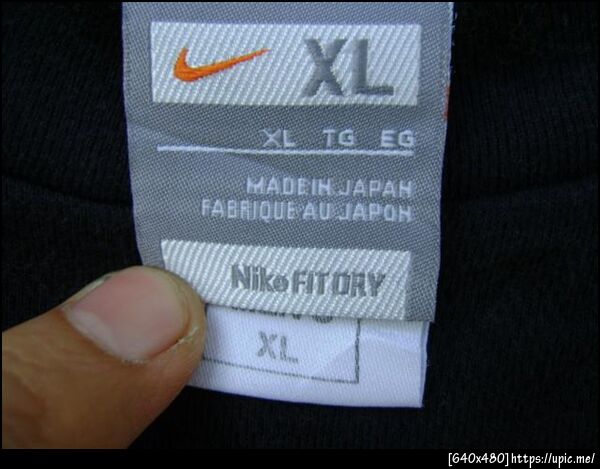 XL
XL TG EG
MADE IN JAPAN
FABRIQUE AU JAPON
Nike FIT DRY
XL
[640x480]https://upic.me/